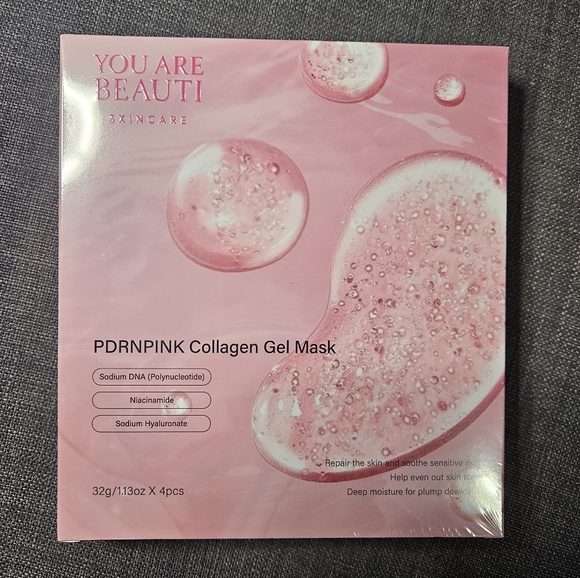 YOU ARE
BEAUTI
SKINCARE
PDRNPINK Collagen Gel Mask
Sodium DNA (Polynucleotide)
Niacinamide
Sodium Hyaluronate
Repair the skin and soothe sensitive
Help even out skin
32g/1.13oz X 4pcs
Deep moisture for plump